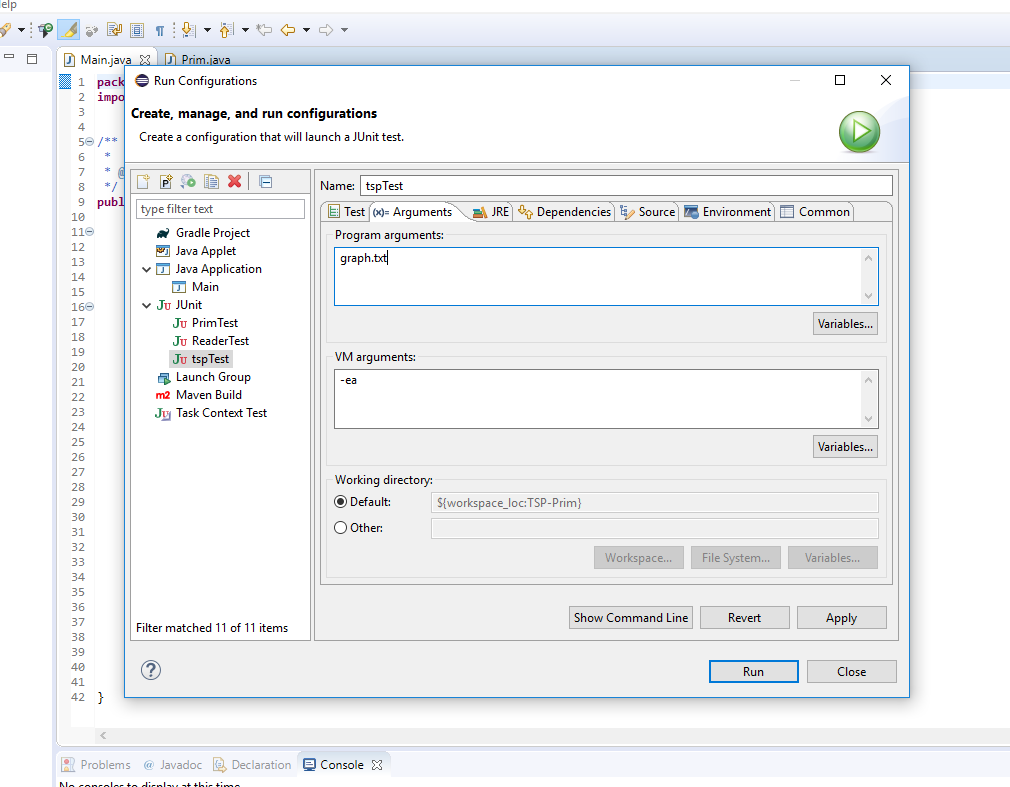 elp
Main.java
Prim.java
1 pack
2 impo
3
4
5 /**
6 *
7 * @
8 */
9 publ
10
11
12
13
14
15
16
17
18
19
20
21
22
23
24
25
26
27
28
29
30
31
32
33
34
35
36
37
38
39
40
41
42 }
Run Configurations
Create, manage, and run configurations
Create a configuration that will launch a JUnit test.
type filter text
Gradle Project
Java Applet
Java Application
Main
JUnit
PrimTest
ReaderTest
tspTest
Launch Group
m2 Maven Build
Task Context Test
Filter matched 11 of 11 items
Name: tspTest
Test (x)= Arguments JRE Dependencies Source Environment Common
Program arguments:
graph.txt
Variables...
VM arguments:
-ea
Variables...
Working directory:
Default: ${workspace_loc:TSP-Prim}
Other:
Workspace... File System... Variables...
Show Command Line Revert Apply
? Run Close
Problems @ Javadoc Declaration Console
No consoles to display at this time.